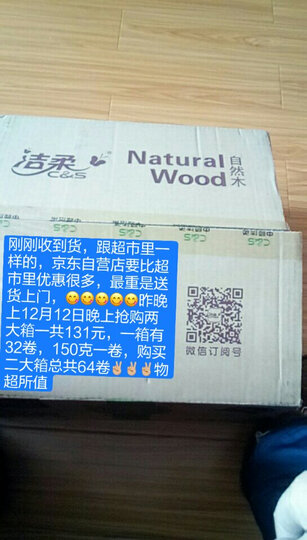 洁柔
C&S
Natural
Wood
自然木
C&S
C&S
C&S
刚刚收到货，跟超市里一
样的，京东自营店要比超
市里优惠很多，最重是送
货上门，😋😋😋😋😋昨晚
上12月12日晚上抢购两
大箱一共131元，一箱有
32卷，150克一卷，购买
二大箱总共64卷✌✌✌物
超所值
微信订阅号